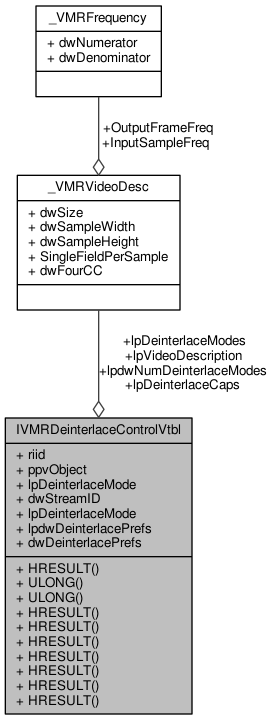 _VMRFrequency
+ dwNumerator
+ dwDenominator
+OutputFrameFreq
+InputSampleFreq
_VMRVideoDesc
+ dwSize
+ dwSampleWidth
+ dwSampleHeight
+ SingleFieldPerSample
+ dwFourCC
+lpDeinterlaceModes
+lpVideoDescription
+lpdwNumDeinterlaceModes
+lpDeinterlaceCaps
IVMRDeinterlaceControlVtbl
+ riid
+ ppvObject
+ lpDeinterlaceMode
+ dwStreamID
+ lpDeinterlaceMode
+ lpdwDeinterlacePrefs
+ dwDeinterlacePrefs
+ HRESULT()
+ ULONG()
+ ULONG()
+ HRESULT()
+ HRESULT()
+ HRESULT()
+ HRESULT()
+ HRESULT()
+ HRESULT()
+ HRESULT()